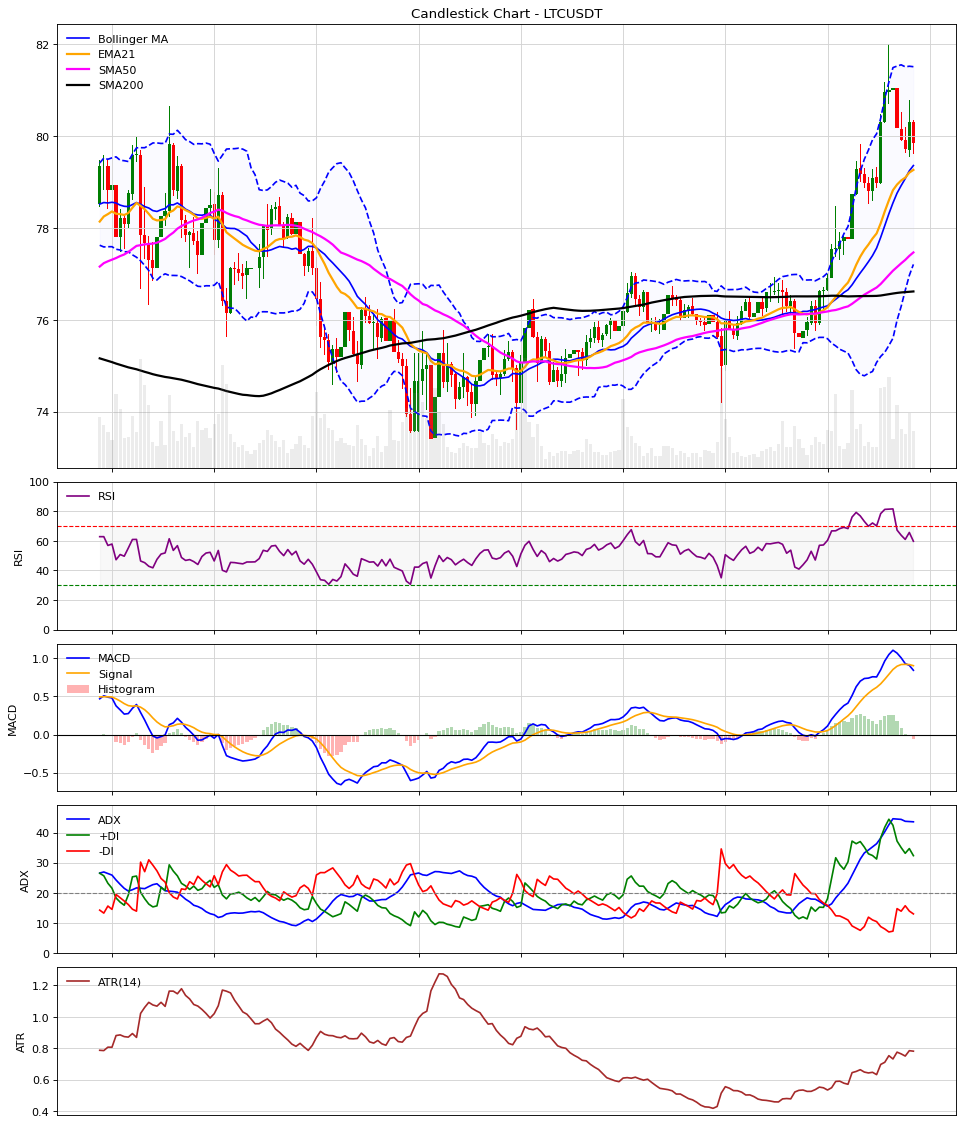 Candlestick Chart - LTCUSDT
Bollinger MA
EMA21
SMA50
SMA200
82
80
78
76
74
RSI
100
80
60
40
20
0
RSI
MACD
Signal
Histogram
1.0
0.5
0.0
−0.5
MACD
ADX
+DI
-DI
40
30
20
10
0
ADX
ATR(14)
1.2
1.0
0.8
0.6
0.4
ATR